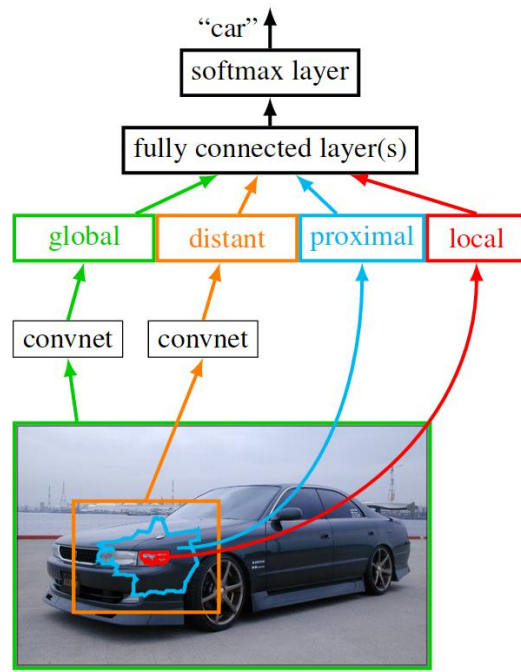 “car”
softmax layer
fully connected layer(s)
global distant proximal local
convnet convnet